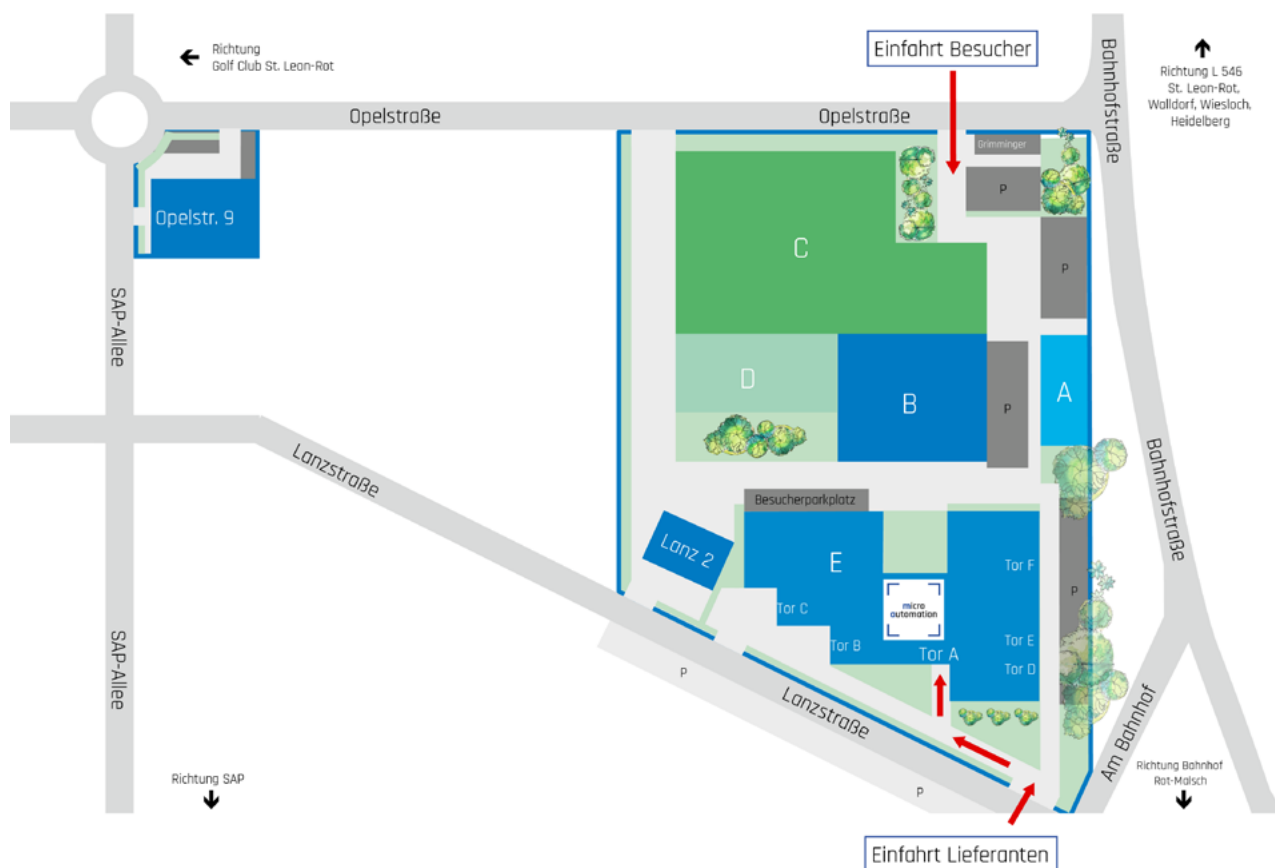 Richtung
Golf Club St. Leon-Rot
Einfahrt Besucher
Bahnhofstraße
Richtung L 546
St. Leon-Rot,
Walldorf, Wiesloch,
Heidelberg
Opelstraße
Opelstraße
Grimminger
P
Opelstr. 9
C
P
SAP-Allee
D
B
P
A
Lanzstraße
Bahnhofstraße
Besucherparkplatz
Lanz 2
E
Tor F
P
micro
automation
Tor C
Tor B
Tor A
Tor E
Tor D
SAP-Allee
P
Lanzstraße
Am Bahnhof
Richtung SAP
P
Richtung Bahnhof
Rot-Malsch
Einfahrt Lieferanten